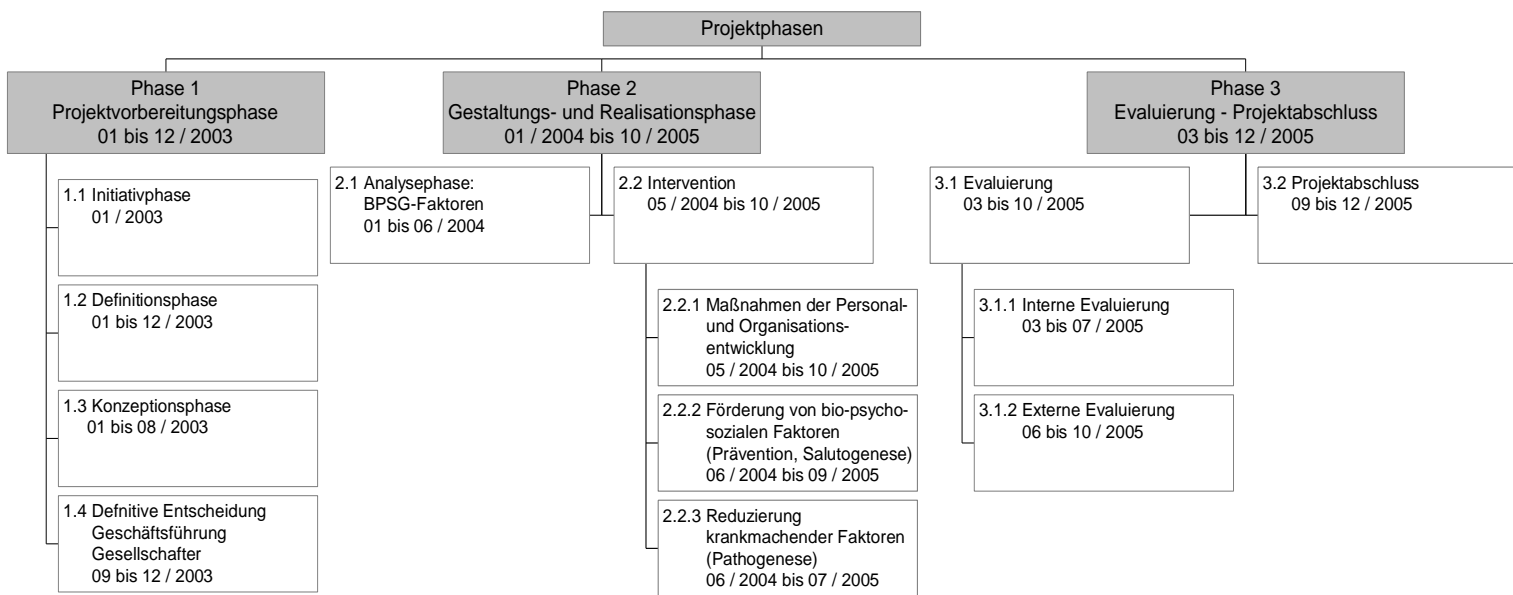 Projektphasen
Phase 1
Projektvorbereitungsphase
01 bis 12 / 2003
1.1 Initiativphase
01 / 2003
1.2 Definitionsphase
01 bis 12 / 2003
1.3 Konzeptionsphase
01 bis 08 / 2003
1.4 Defnitive Entscheidung
Geschäftsführung
Gesellschafter
09 bis 12 / 2003
Phase 2
Gestaltungs- und Realisationsphase
01 / 2004 bis 10 / 2005
2.1 Analysephase:
BPSG-Faktoren
01 bis 06 / 2004
2.2 Intervention
05 / 2004 bis 10 / 2005
2.2.1 Maßnahmen der Personal-
und Organisations-
entwicklung
05 / 2004 bis 10 / 2005
2.2.2 Förderung von bio-psycho-
sozialen Faktoren
(Prävention, Salutogenese)
06 / 2004 bis 09 / 2005
2.2.3 Reduzierung
krankmachender Faktoren
(Pathogenese)
06 / 2004 bis 07 / 2005
Phase 3
Evaluierung - Projektabschluss
03 bis 12 / 2005
3.1 Evaluierung
03 bis 10 / 2005
3.1.1 Interne Evaluierung
03 bis 07 / 2005
3.1.2 Externe Evaluierung
06 bis 10 / 2005
3.2 Projektabschluss
09 bis 12 / 2005